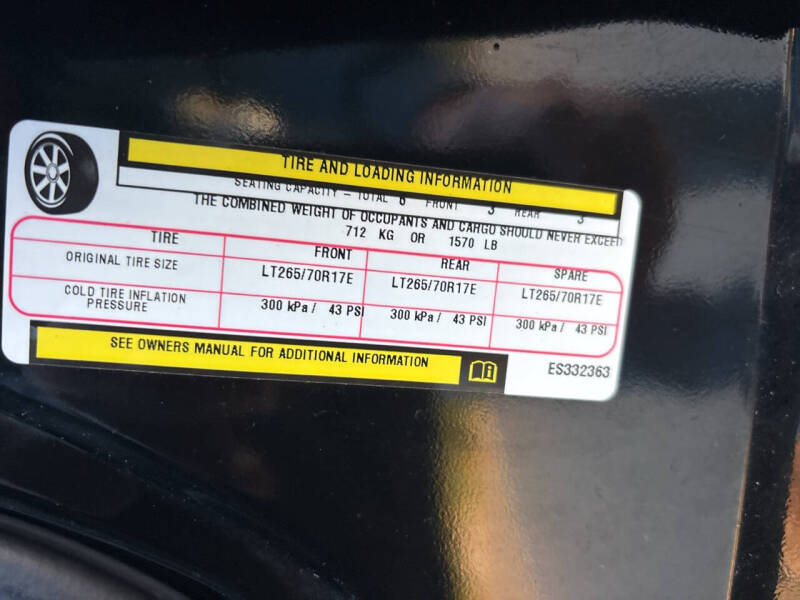 TIRE AND LOADING INFORMATION
SEATING CAPACITY – TOTAL 6 FRONT 3 REAR 3
THE COMBINED WEIGHT OF OCCUPANTS AND CARGO SHOULD NEVER EXCEED
712 KG OR 1570 LB
TIRE FRONT REAR SPARE
ORIGINAL TIRE SIZE LT265/70R17E LT265/70R17E LT265/70R17E
COLD TIRE INFLATION
PRESSURE 300 kPa / 43 PSI 300 kPa / 43 PSI 300 kPa / 43 PSI
SEE OWNERS MANUAL FOR ADDITIONAL INFORMATION
ES332363